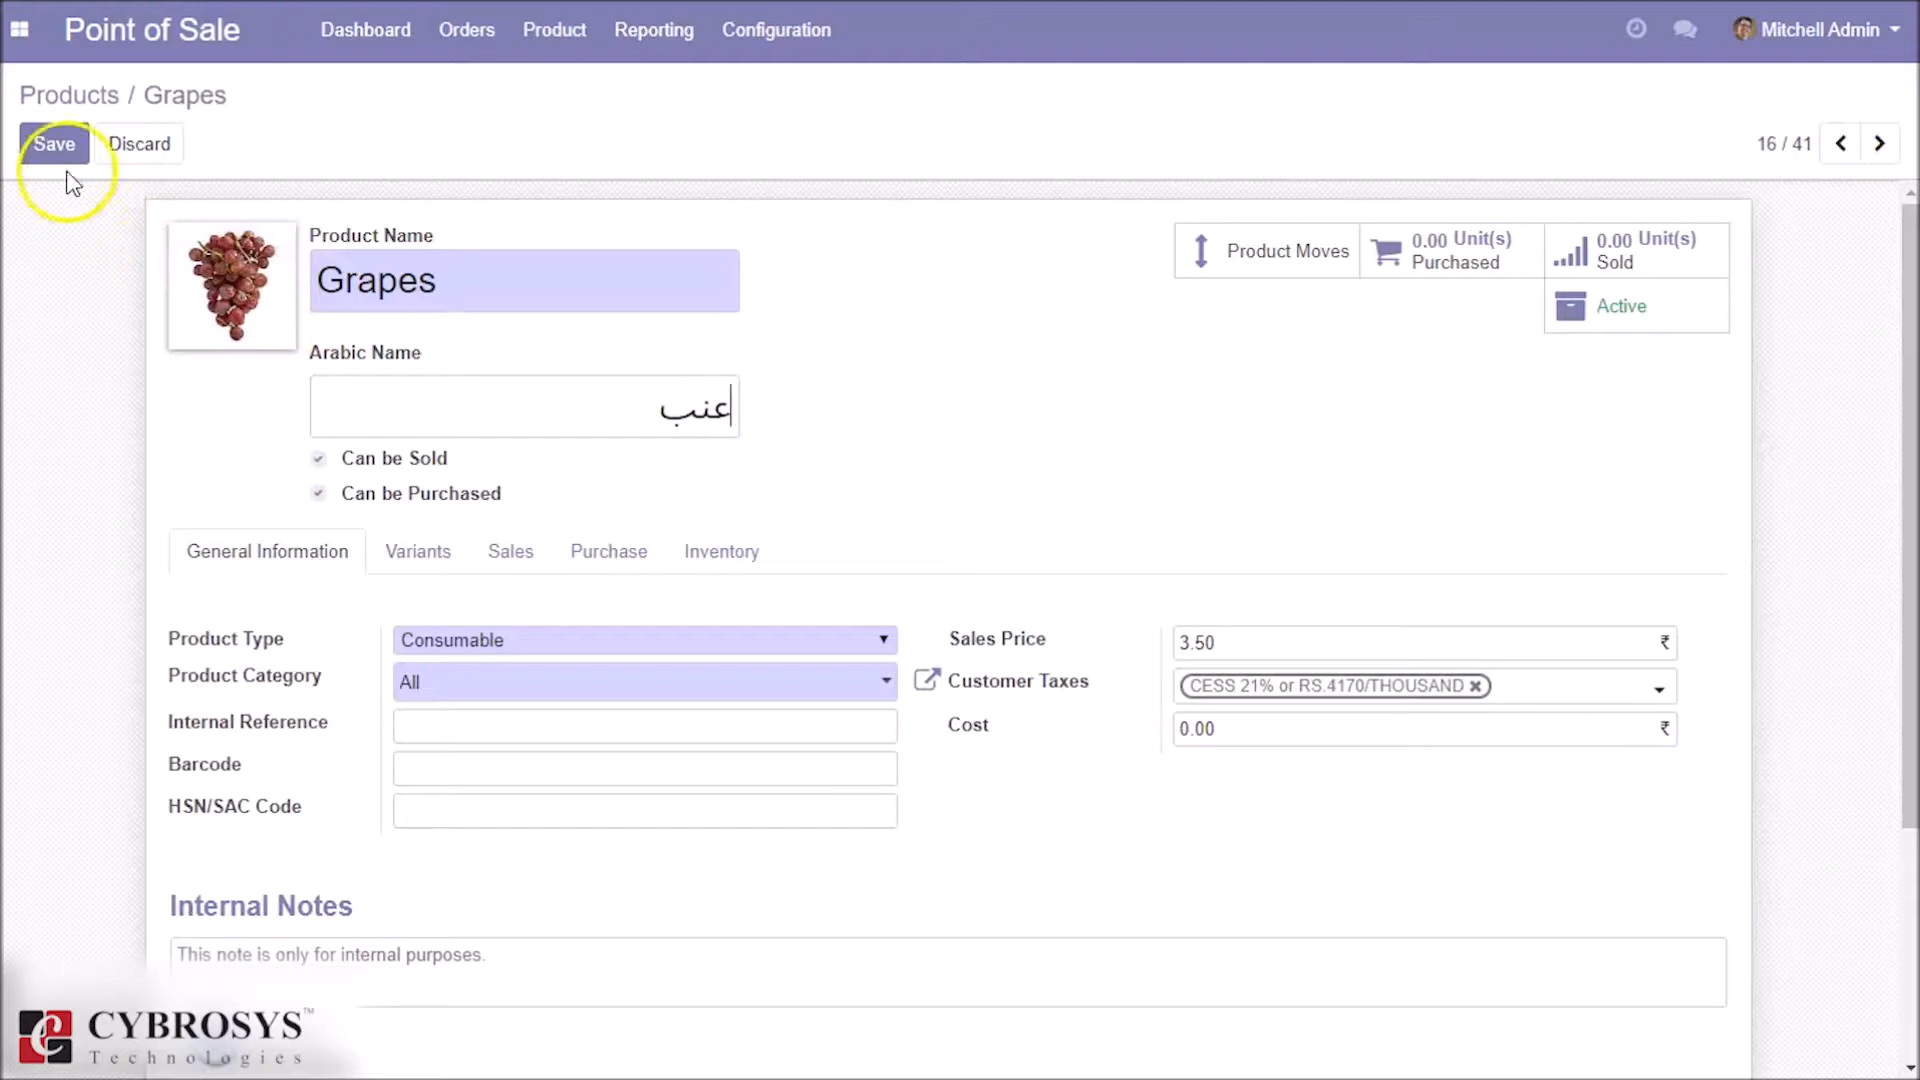 Point of Sale Dashboard Orders Product Reporting Configuration Mitchell Admin
Products / Grapes
Save Discard 16 / 41
Product Name
Grapes
Product Moves 0.00 Unit(s) Purchased 0.00 Unit(s) Sold
Active
Arabic Name
عنب
Can be Sold
Can be Purchased
General Information Variants Sales Purchase Inventory
Product Type Consumable Sales Price 3.50 ₹
Product Category All Customer Taxes CESS 21% or RS.4170/THOUSAND
Internal Reference Cost 0.00 ₹
Barcode
HSN/SAC Code
Internal Notes
This note is only for internal purposes.
CYBROSYS™
Technologies